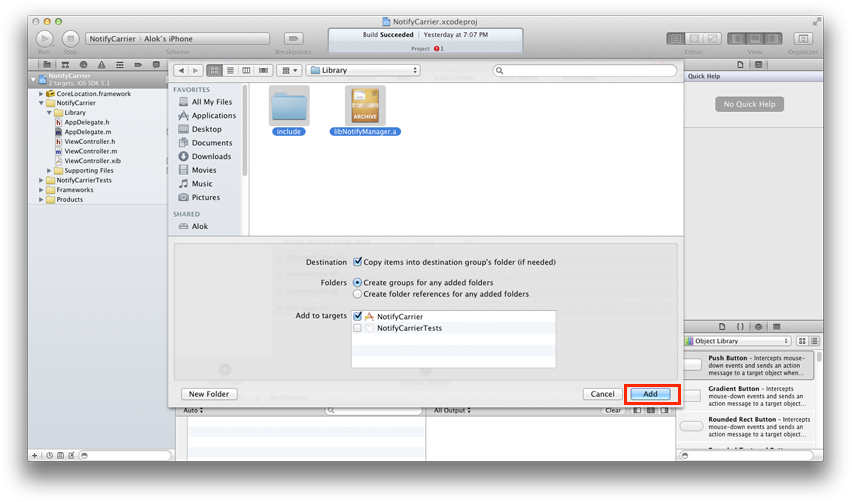 NotifyCarrier.xcodeproj
NotifyCarrier
Alok's iPhone
Build Succeeded
Yesterday at 7:07 PM
Project
1
Run
Stop
Scheme
Breakpoints
Editor
View
Organizer
NotifyCarrier
2 targets, iOS SDK 5.1
CoreLocation.framework
NotifyCarrier
Library
AppDelegate.h
AppDelegate.m
ViewController.h
ViewController.m
ViewController.xib
Supporting Files
NotifyCarrierTests
Frameworks
Products
Library
FAVORITES
All My Files
Applications
Desktop
Documents
Downloads
Movies
Music
Pictures
SHARED
Alok
include
ARCHIVE
libNotifyManager.a
Destination
Copy items into destination group's folder (if needed)
Folders
Create groups for any added folders
Create folder references for any added folders
Add to targets
NotifyCarrier
NotifyCarrierTests
New Folder
Cancel
Add
Auto
All Output
Clear
Quick Help
No Quick Help
Object Library
Push Button – Intercepts mouse-
down events and sends an action
message to a target object when...
Gradient Button – Intercepts
mouse-down events and sends an
action message to a target object...
Rounded Rect Button – Intercepts
mouse-down events and sends an
action message to a target object...